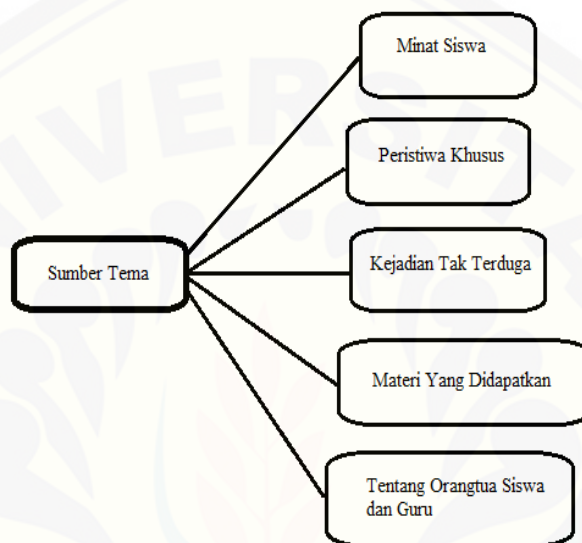 Minat Siswa
Peristiwa Khusus
Sumber Tema
Kejadian Tak Terduga
Materi Yang Didapatkan
Tentang Orangtua Siswa
dan Guru